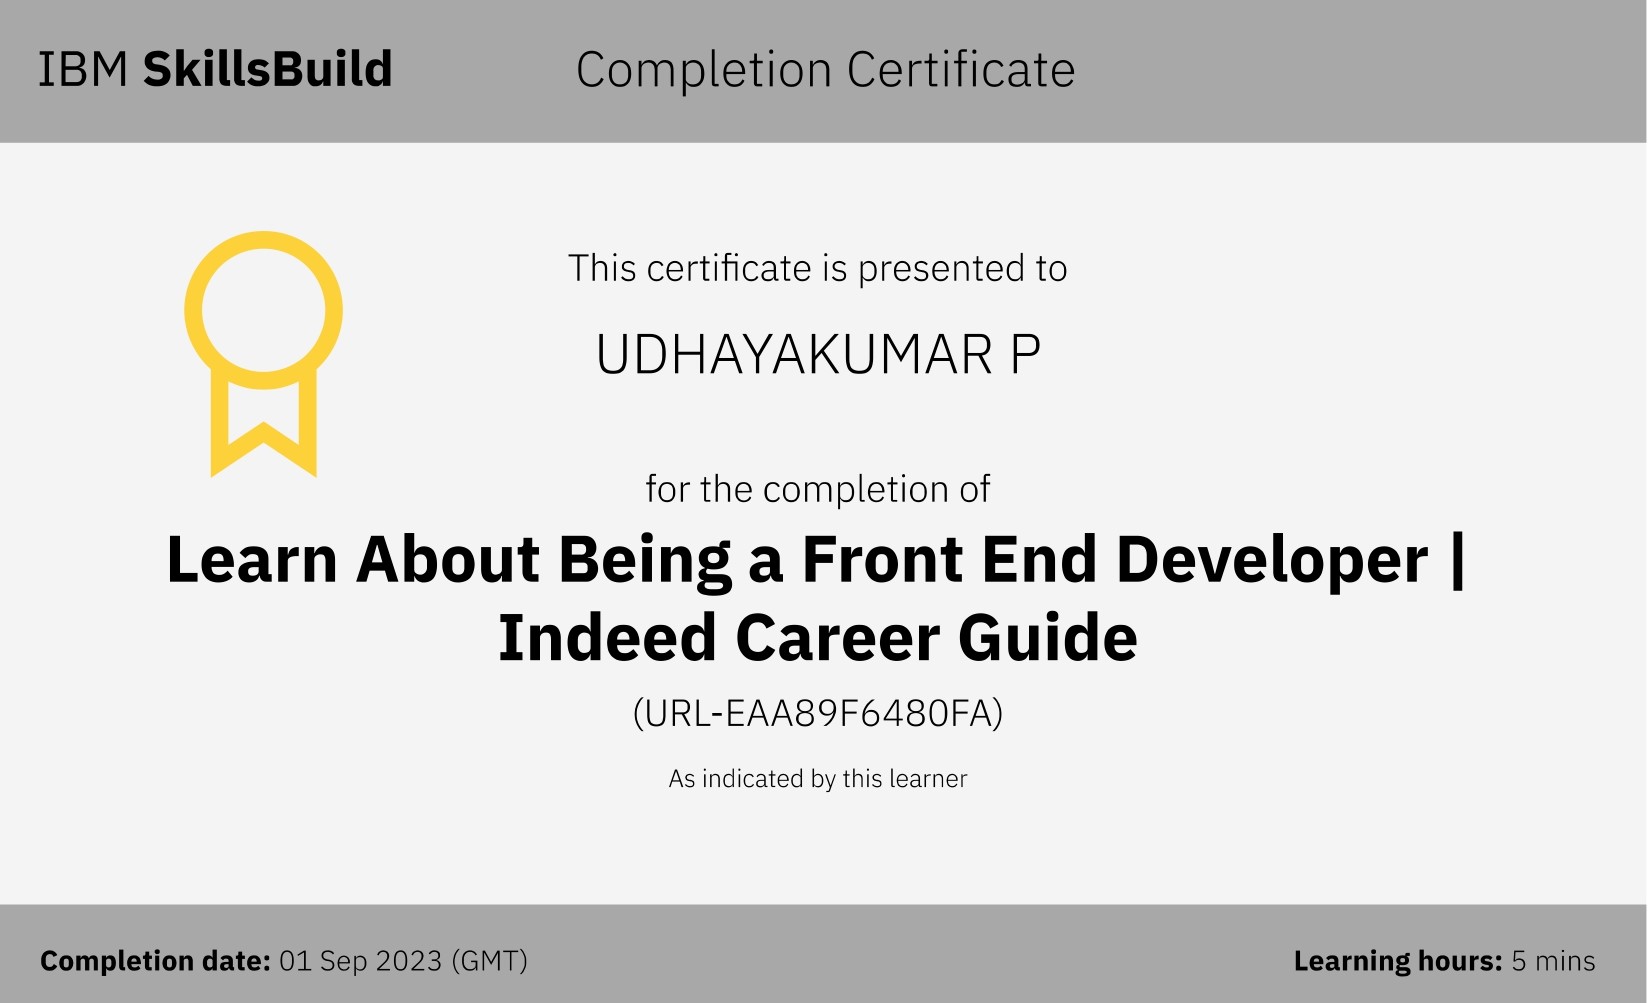 IBM SkillsBuild
Completion Certificate
This certificate is presented to
UDHAYAKUMAR P
for the completion of
Learn About Being a Front End Developer |
Indeed Career Guide
(URL-EAA89F6480FA)
As indicated by this learner
Completion date: 01 Sep 2023 (GMT)
Learning hours: 5 mins